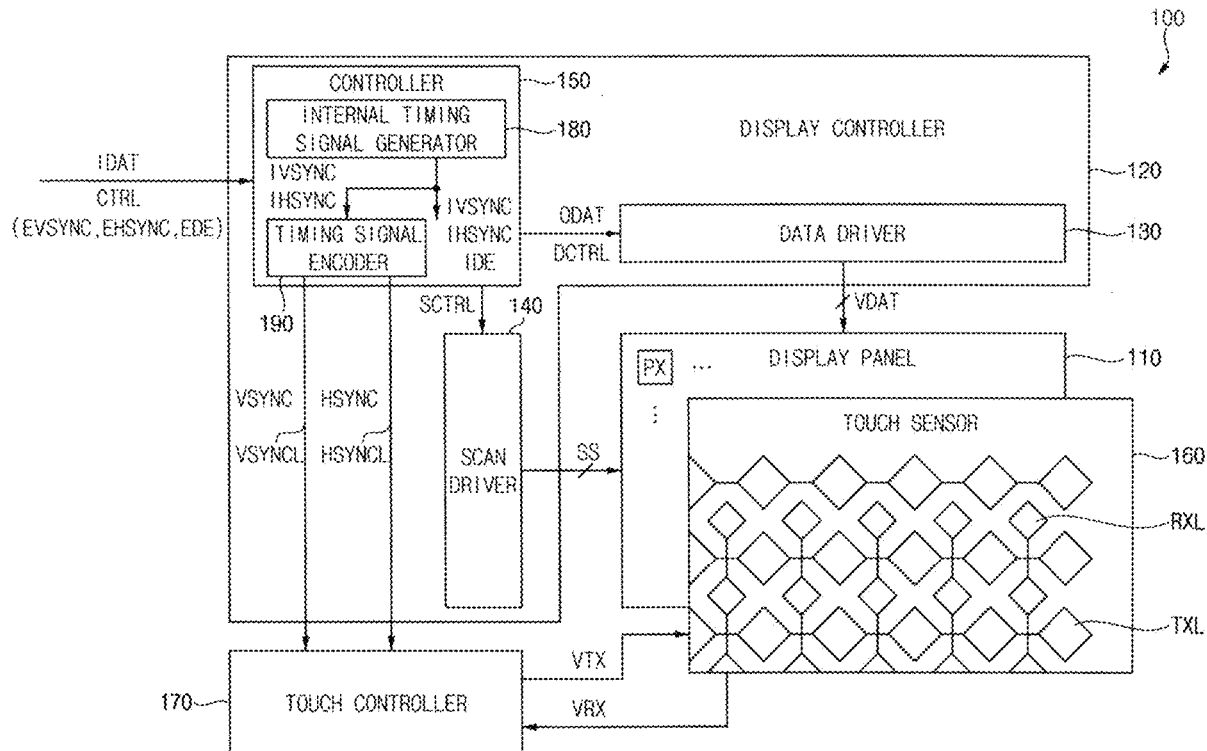 100
CONTROLLER
150
INTERNAL TIMING
SIGNAL GENERATOR
180
DISPLAY CONTROLLER
120
IDAT
CTRL
(EVSYNC,EHSYNC,EDE)
IVSYNC
IHSYNC
IVSYNC
IHSYNC
IDE
TIMING SIGNAL
ENCODER
190
ODAT
DCTRL
DATA DRIVER
130
SCTRL
140
VDAT
DISPLAY PANEL
110
PX
...
⋮
VSYNC
HSYNC
VSYNCL
HSYNCL
SCAN
DRIVER
SS
TOUCH SENSOR
160
RXL
TXL
VTX
VRX
TOUCH CONTROLLER
170